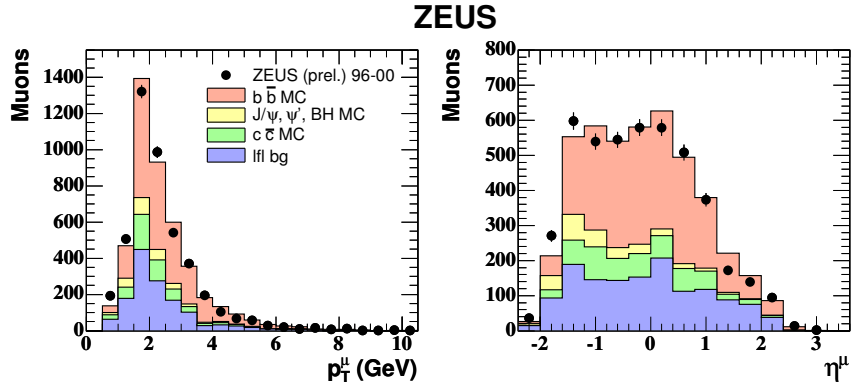 ZEUS
Muons
1400
1200
1000
800
600
400
200
0
0 2 4 6 8 10
p_T^μ (GeV)
ZEUS (prel.) 96-00
b b̅ MC
J/ψ, ψ', BH MC
c c̅ MC
lfl bg
Muons
800
700
600
500
400
300
200
100
0
-2 -1 0 1 2 3
η^μ